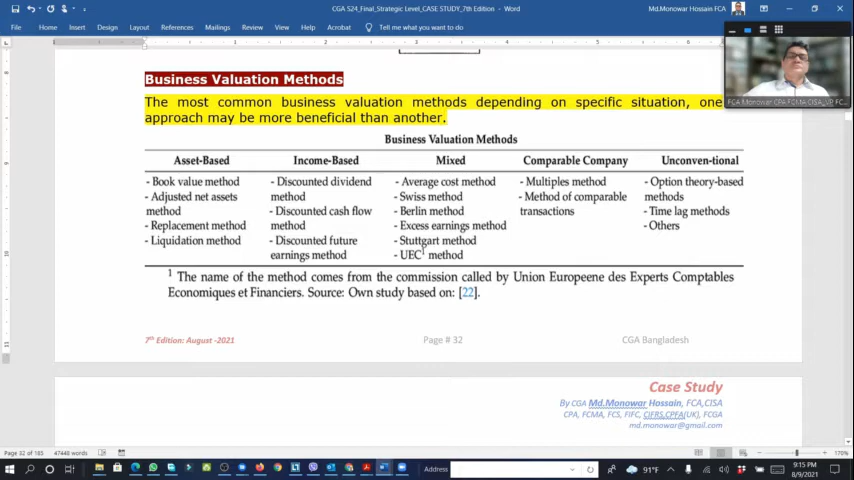 CGA S24_Final_Strategic Level_CASE STUDY_7th Edition - Word
Md.Monowar Hossain FCA
File Home Insert Design Layout References Mailings Review View Help Acrobat Tell me what you want to do
Business Valuation Methods
The most common business valuation methods depending on specific situation, one
approach may be more beneficial than another.
FCA Monowar CPA FCMA CISA_VP FC...
Business Valuation Methods
Asset-Based Income-Based Mixed Comparable Company Unconven-tional
- Book value method - Discounted dividend - Average cost method - Multiples method - Option theory-based
- Adjusted net assets method - Swiss method - Method of comparable methods
method - Discounted cash flow - Berlin method transactions - Time lag methods
- Replacement method method - Excess earnings method - Others
- Liquidation method - Discounted future - Stuttgart method
earnings method - UEC1 method
1 The name of the method comes from the commission called by Union Europeene des Experts Comptables
Economiques et Financiers. Source: Own study based on: [22].
7th Edition: August -2021 Page # 32 CGA Bangladesh
Case Study
By CGA Md.Monowar Hossain, FCA,CISA
CPA, FCMA, FCS, FIFC, CIFRS,CPFA(UK), FCGA
md.monowar@gmail.com
Page 32 of 185 47448 words 170%
Address 91°F 9:15 PM
8/9/2021